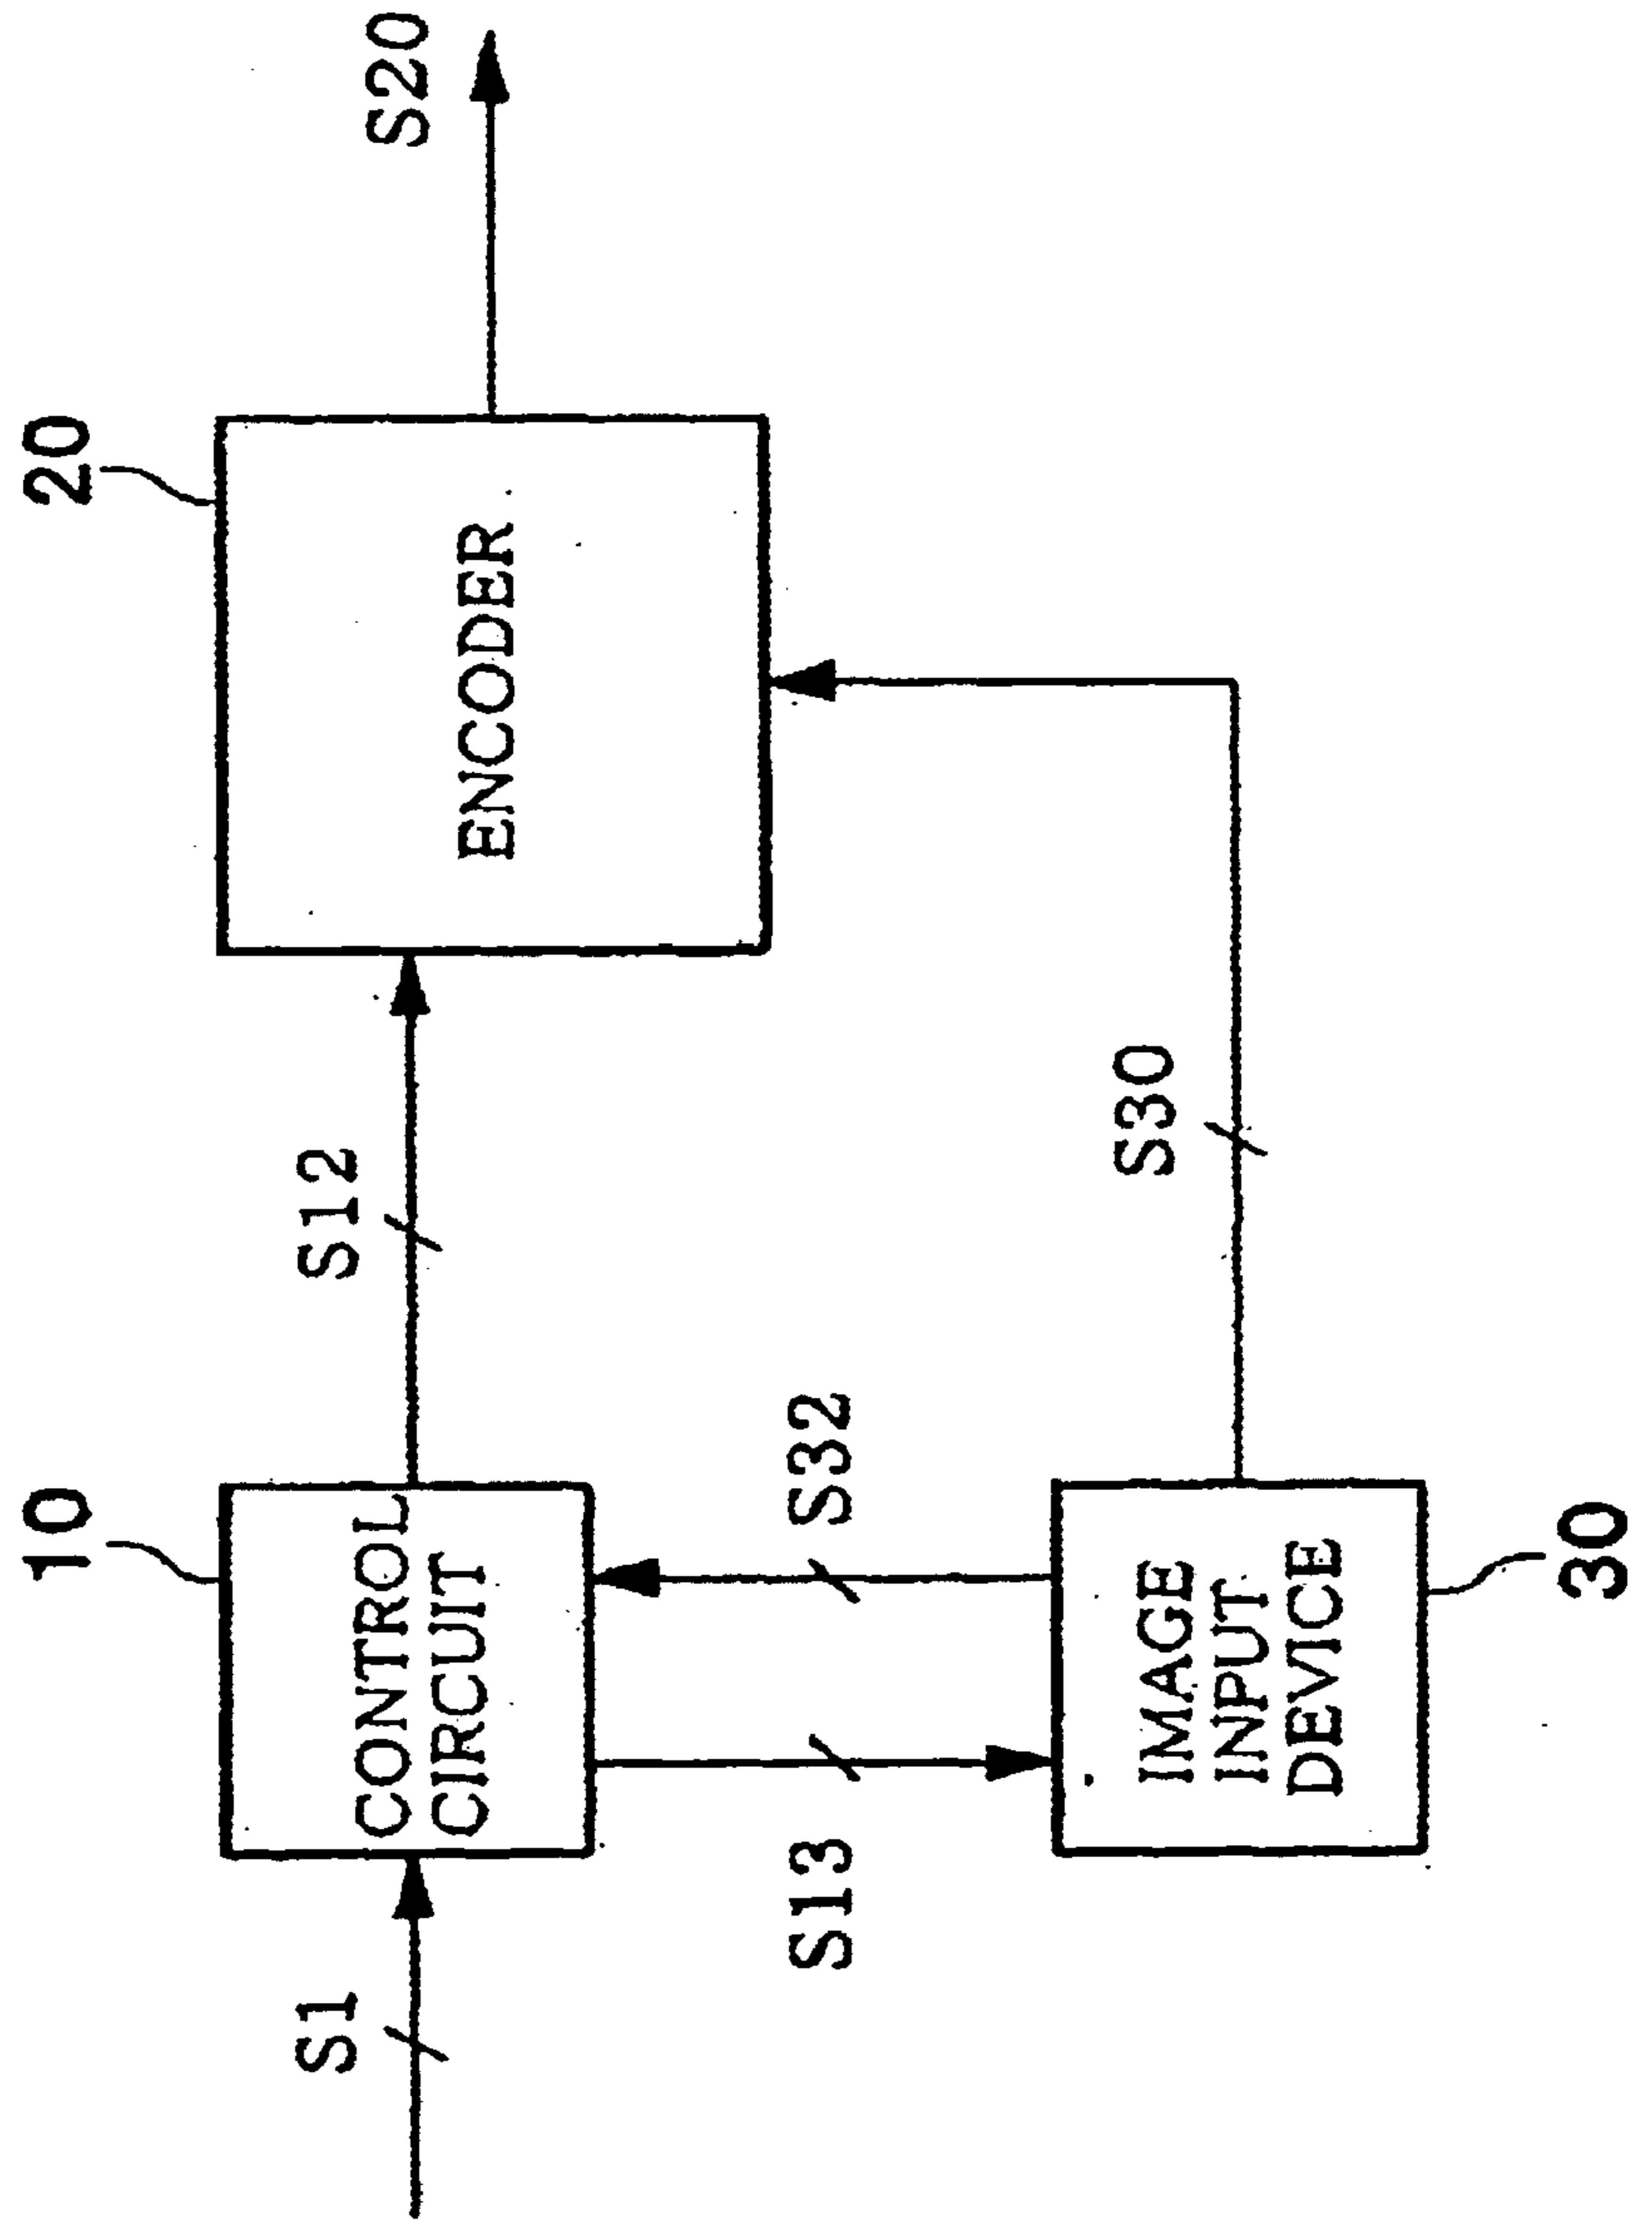 10
20
S1
CONTROL
CIRCUIT
S12
ENCODER
S20
S13
S32
S30
IMAGE
INPUT
DEVICE
30